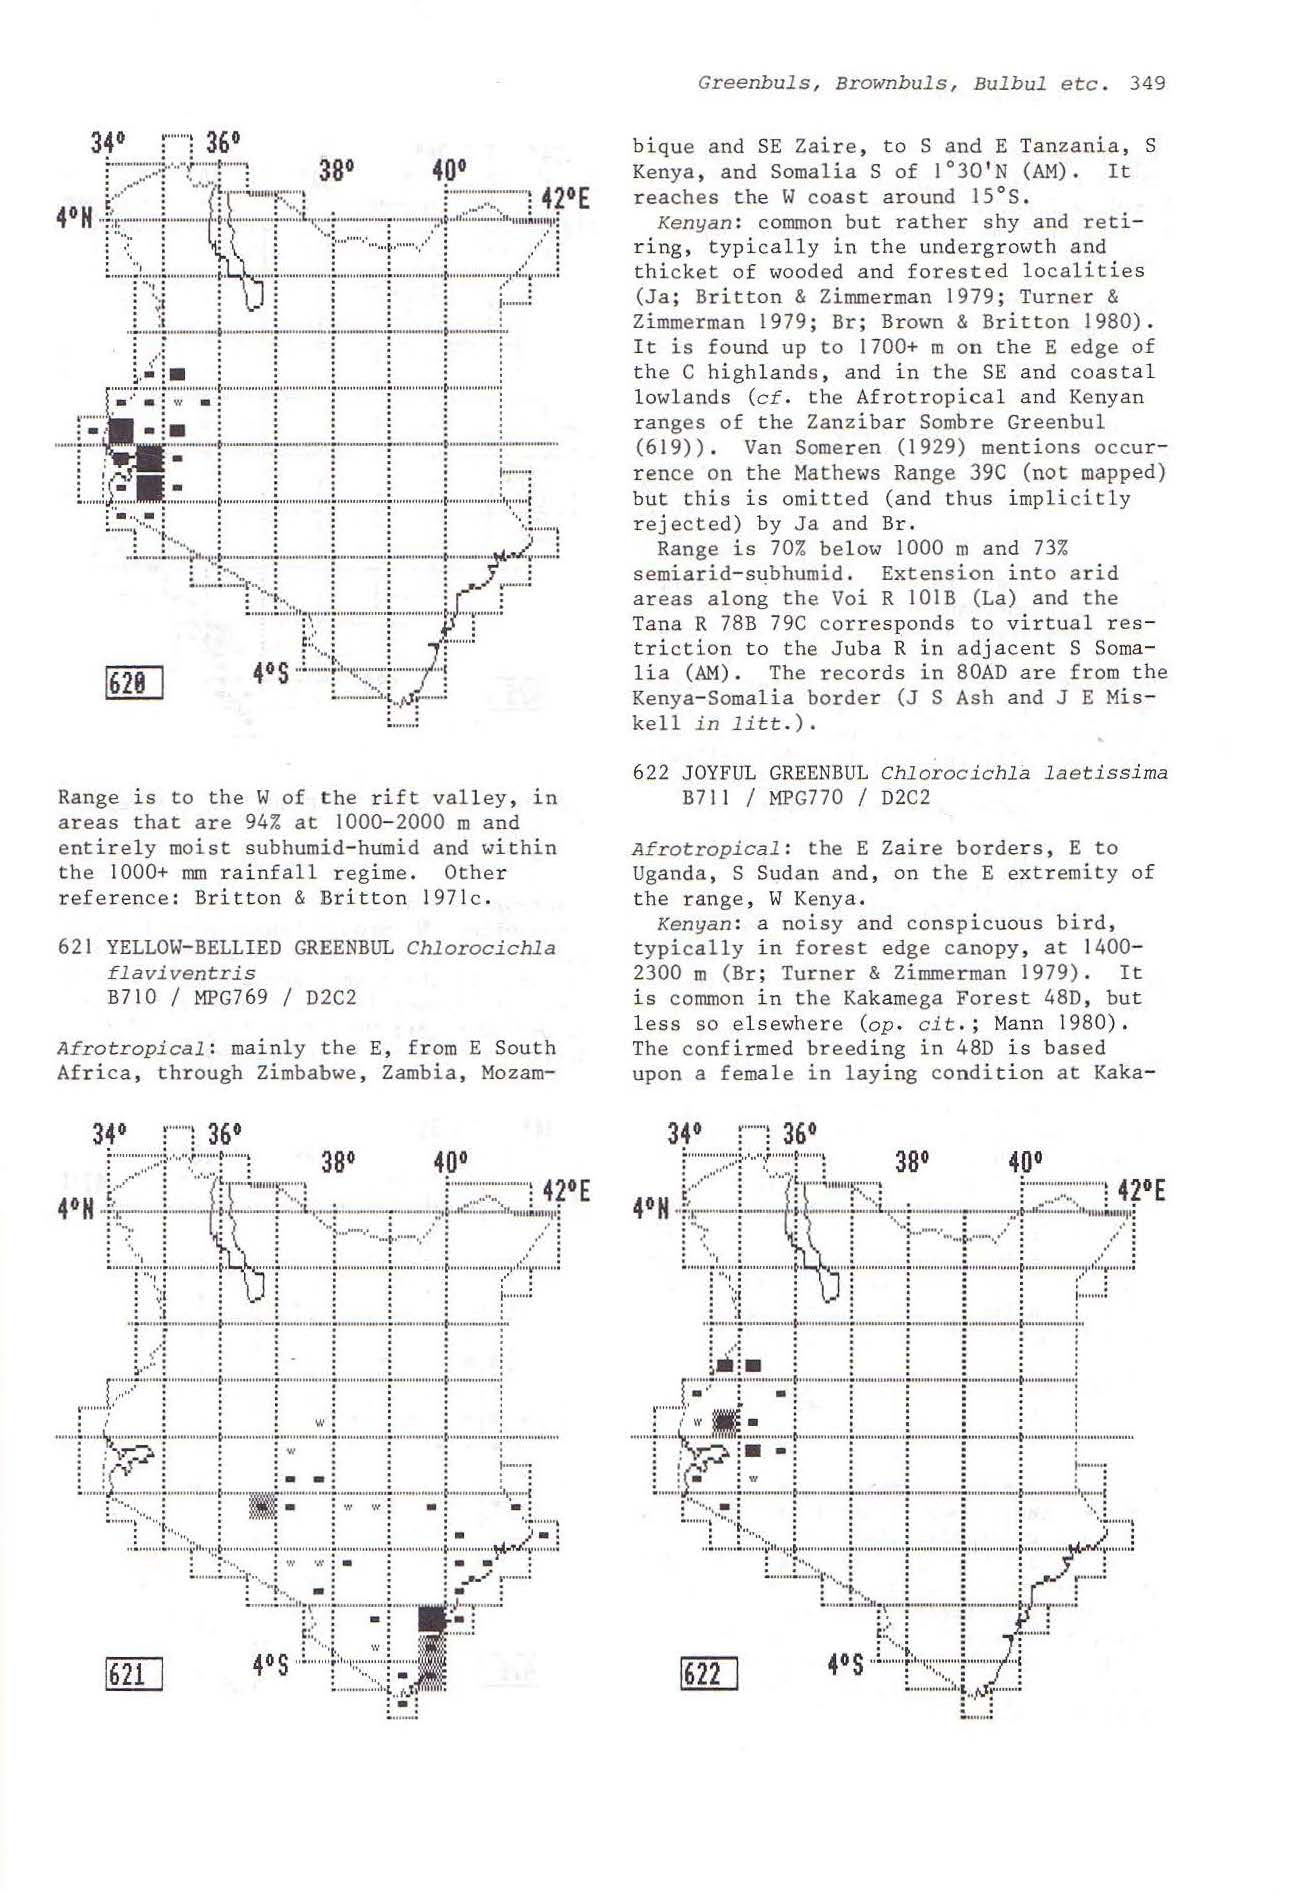 Greenbuls, Brownbuls, Bulbul etc. 349
34° 36°
38° 40°
42°E
4°N
4°S
620
Range is to the W of the rift valley, in
areas that are 94% at 1000-2000 m and
entirely moist subhumid-humid and within
the 1000+ mm rainfall regime. Other
reference: Britton & Britton 1971c.
621 YELLOW-BELLIED GREENBUL Chlorocichla
flaviventris
B710 / MPG769 / D2C2
Afrotropical: mainly the E, from E South
Africa, through Zimbabwe, Zambia, Mozam-
34° 36°
38° 40°
42°E
4°N
4°S
621
bique and SE Zaire, to S and E Tanzania, S
Kenya, and Somalia S of 1°30'N (AM). It
reaches the W coast around 15°S.
Kenyan: common but rather shy and reti-
ring, typically in the undergrowth and
thicket of wooded and forested localities
(Ja; Britton & Zimmerman 1979; Turner &
Zimmerman 1979; Br; Brown & Britton 1980).
It is found up to 1700+ m on the E edge of
the C highlands, and in the SE and coastal
lowlands (cf. the Afrotropical and Kenyan
ranges of the Zanzibar Sombre Greenbul
(619)). Van Someren (1929) mentions occur-
rence on the Mathews Range 39C (not mapped)
but this is omitted (and thus implicitly
rejected) by Ja and Br.
Range is 70% below 1000 m and 73%
semiarid-subhumid. Extension into arid
areas along the Voi R 101B (La) and the
Tana R 78B 79C corresponds to virtual res-
triction to the Juba R in adjacent S Soma-
lia (AM). The records in 80AD are from the
Kenya-Somalia border (J S Ash and J E Mis-
kell in litt.).
622 JOYFUL GREENBUL Chlorocichla laetissima
B711 / MPG770 / D2C2
Afrotropical: the E Zaire borders, E to
Uganda, S Sudan and, on the E extremity of
the range, W Kenya.
Kenyan: a noisy and conspicuous bird,
typically in forest edge canopy, at 1400-
2300 m (Br; Turner & Zimmerman 1979). It
is common in the Kakamega Forest 48D, but
less so elsewhere (op. cit.; Mann 1980).
The confirmed breeding in 48D is based
upon a female in laying condition at Kaka-
34° 36°
38° 40°
42°E
4°N
4°S
622